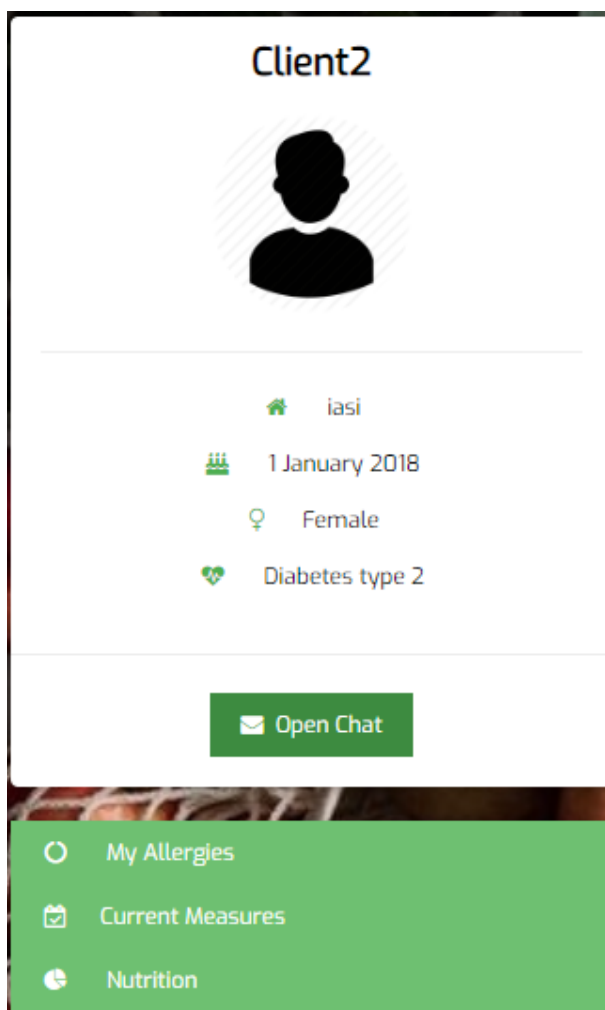 Client2
iasi
1 January 2018
Female
Diabetes type 2
Open Chat
My Allergies
Current Measures
Nutrition